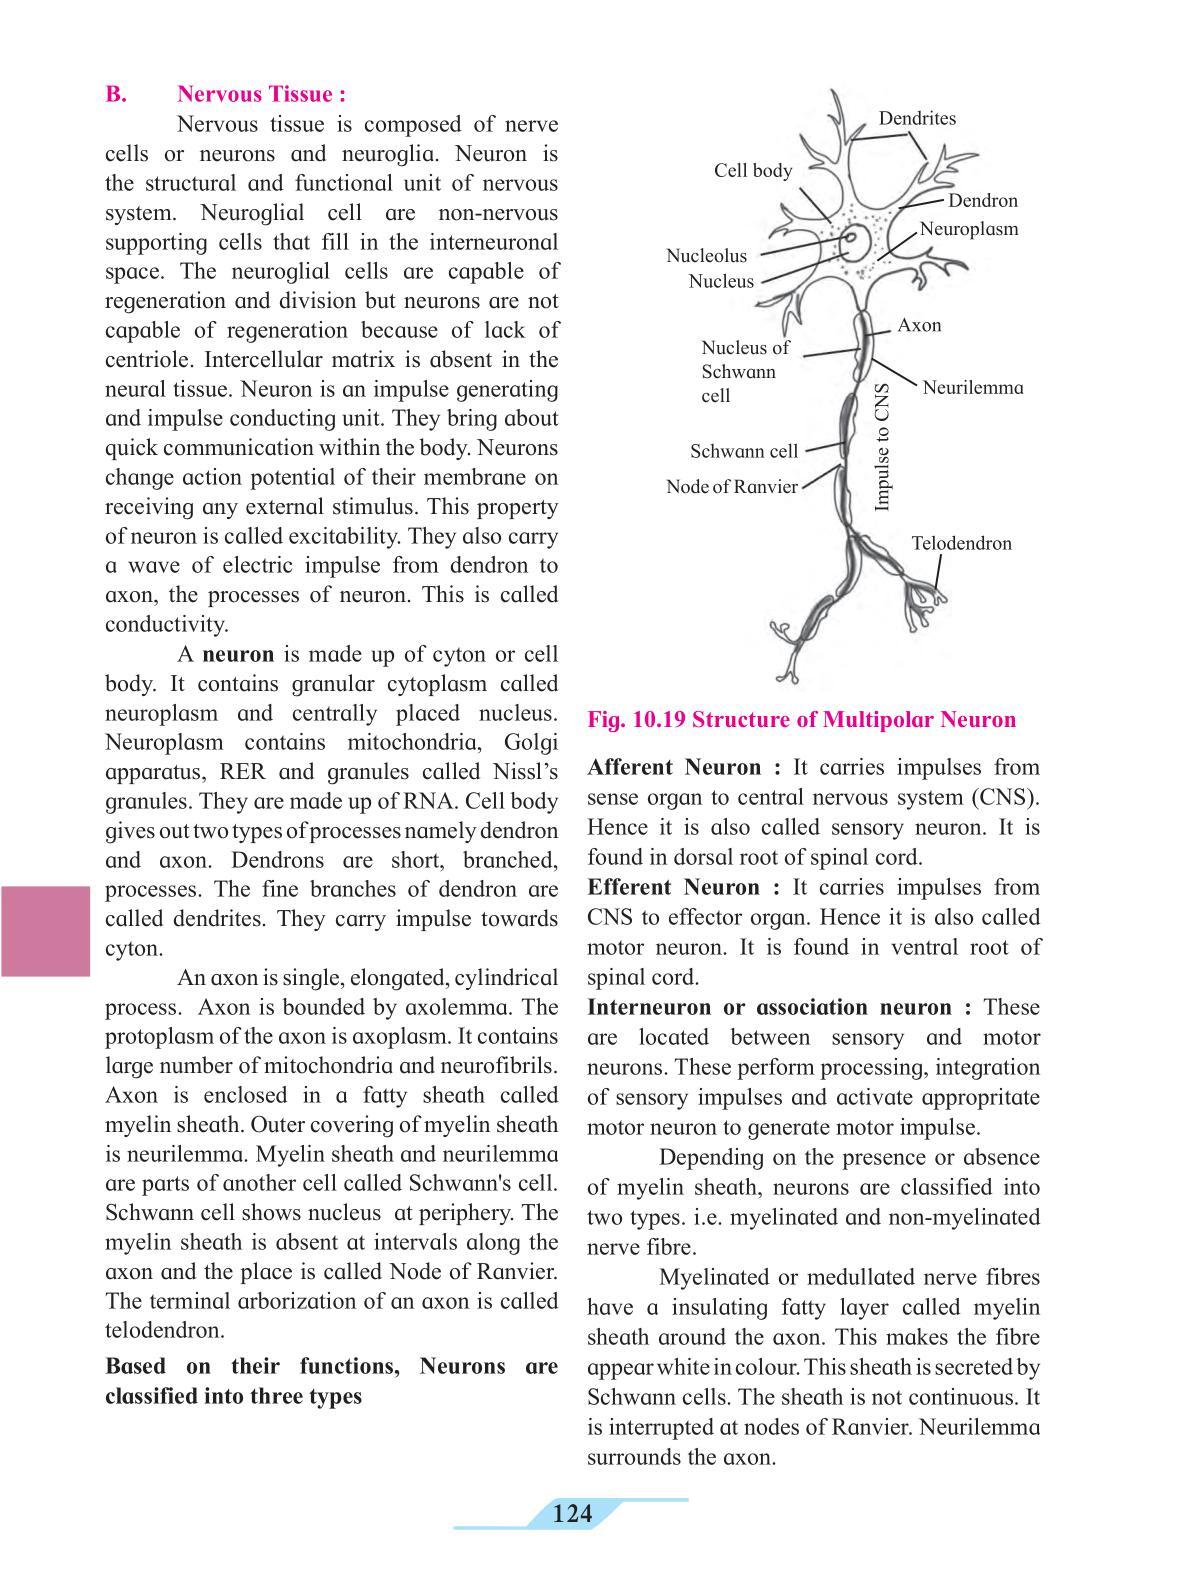 B. Nervous Tissue :
Nervous tissue is composed of nerve
cells or neurons and neuroglia. Neuron is
the structural and functional unit of nervous
system. Neuroglial cell are non-nervous
supporting cells that fill in the interneuronal
space. The neuroglial cells are capable of
regeneration and division but neurons are not
capable of regeneration because of lack of
centriole. Intercellular matrix is absent in the
neural tissue. Neuron is an impulse generating
and impulse conducting unit. They bring about
quick communication within the body. Neurons
change action potential of their membrane on
receiving any external stimulus. This property
of neuron is called excitability. They also carry
a wave of electric impulse from dendron to
axon, the processes of neuron. This is called
conductivity.
A neuron is made up of cyton or cell
body. It contains granular cytoplasm called
neuroplasm and centrally placed nucleus.
Neuroplasm contains mitochondria, Golgi
apparatus, RER and granules called Nissl’s
granules. They are made up of RNA. Cell body
gives out two types of processes namely dendron
and axon. Dendrons are short, branched,
processes. The fine branches of dendron are
called dendrites. They carry impulse towards
cyton.
An axon is single, elongated, cylindrical
process. Axon is bounded by axolemma. The
protoplasm of the axon is axoplasm. It contains
large number of mitochondria and neurofibrils.
Axon is enclosed in a fatty sheath called
myelin sheath. Outer covering of myelin sheath
is neurilemma. Myelin sheath and neurilemma
are parts of another cell called Schwann's cell.
Schwann cell shows nucleus at periphery. The
myelin sheath is absent at intervals along the
axon and the place is called Node of Ranvier.
The terminal arborization of an axon is called
telodendron.
Based on their functions, Neurons are
classified into three types
Dendrites
Cell body
Dendron
Neuroplasm
Nucleolus
Nucleus
Axon
Nucleus of
Schwann
cell
Neurilemma
Impulse to CNS
Schwann cell
Node of Ranvier
Telodendron
Fig. 10.19 Structure of Multipolar Neuron
Afferent Neuron : It carries impulses from
sense organ to central nervous system (CNS).
Hence it is also called sensory neuron. It is
found in dorsal root of spinal cord.
Efferent Neuron : It carries impulses from
CNS to effector organ. Hence it is also called
motor neuron. It is found in ventral root of
spinal cord.
Interneuron or association neuron : These
are located between sensory and motor
neurons. These perform processing, integration
of sensory impulses and activate appropritate
motor neuron to generate motor impulse.
Depending on the presence or absence
of myelin sheath, neurons are classified into
two types. i.e. myelinated and non-myelinated
nerve fibre.
Myelinated or medullated nerve fibres
have a insulating fatty layer called myelin
sheath around the axon. This makes the fibre
appear white in colour. This sheath is secreted by
Schwann cells. The sheath is not continuous. It
is interrupted at nodes of Ranvier. Neurilemma
surrounds the axon.
124